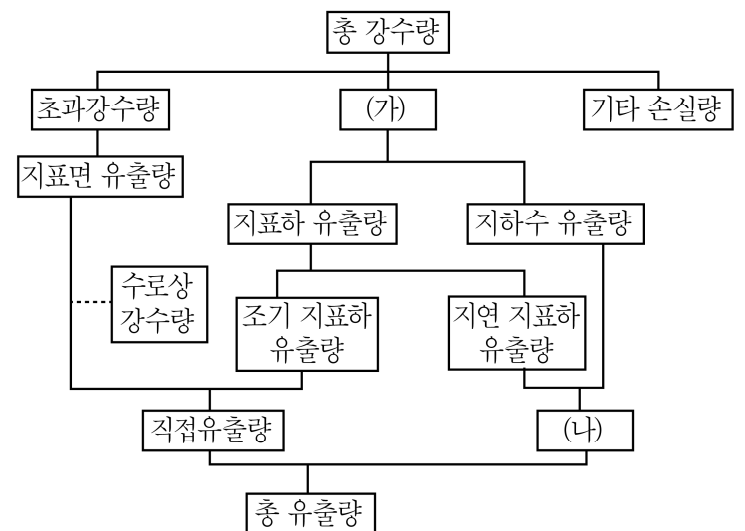 총 강수량
초과강수량
(가)
기타 손실량
지표면 유출량
지표하 유출량
지하수 유출량
수로상
강수량
조기 지표하
유출량
지연 지표하
유출량
직접유출량
(나)
총 유출량